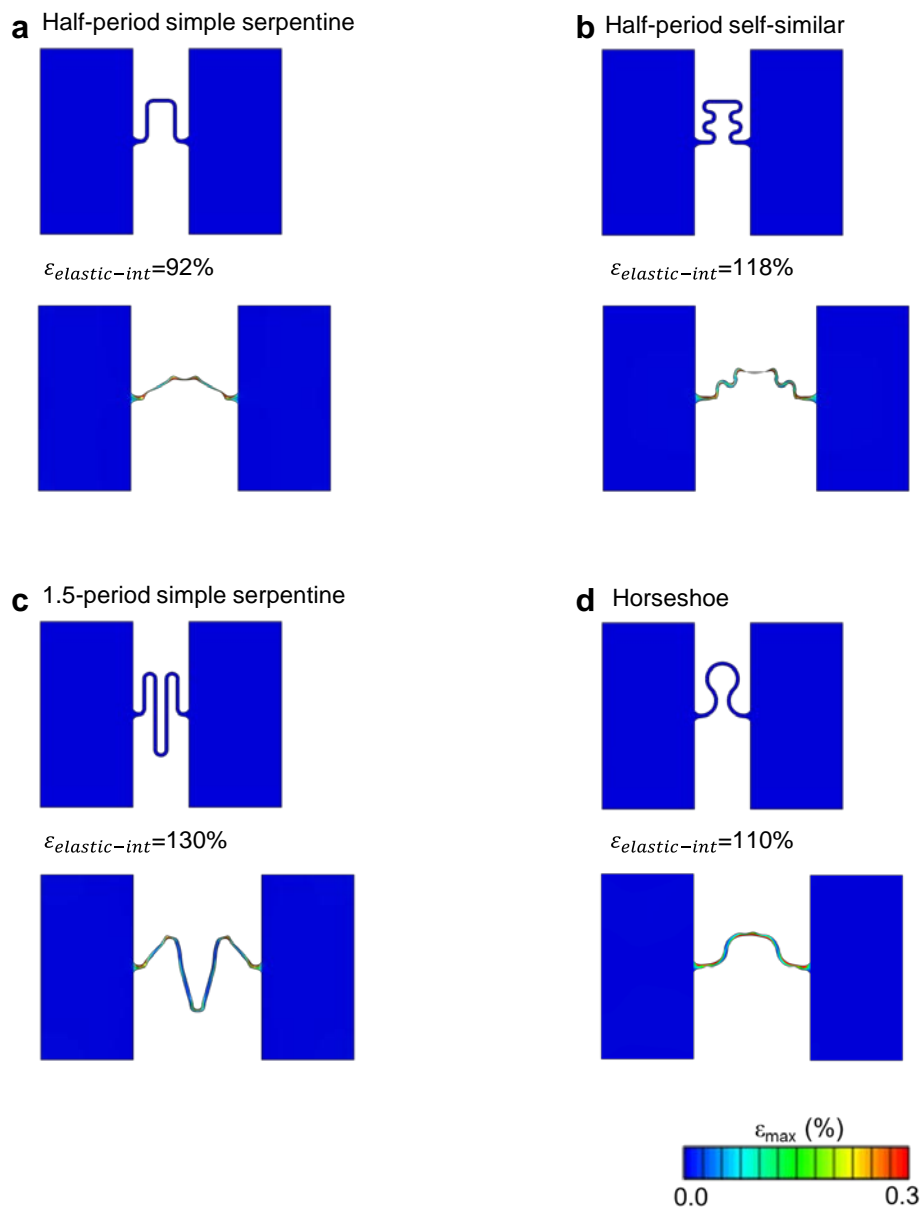 a Half-period simple serpentine
b Half-period self-similar
εelastic−int=92%
εelastic−int=118%
c 1.5-period simple serpentine
d Horseshoe
εelastic−int=130%
εelastic−int=110%
εmax (%)
0.0 0.3